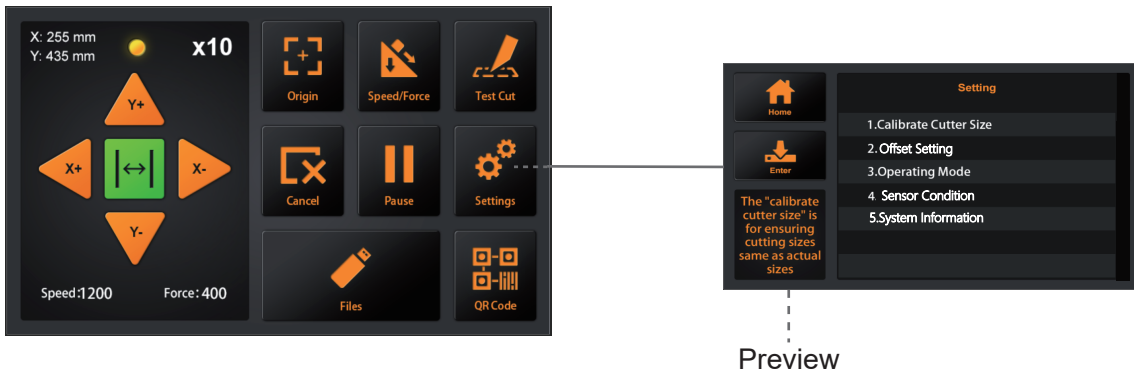 X: 255 mm
Y: 435 mm
x10
Y+
X+
X-
Y-
Speed:1200
Force: 400
Origin
Speed/Force
Test Cut
Cancel
Pause
Settings
Files
QR Code
Home
Enter
The "calibrate
cutter size" is
for ensuring
cutting sizes
same as actual
sizes
Setting
1.Calibrate Cutter Size
2. Offset Setting
3.Operating Mode
4. Sensor Condition
5.System Information
Preview